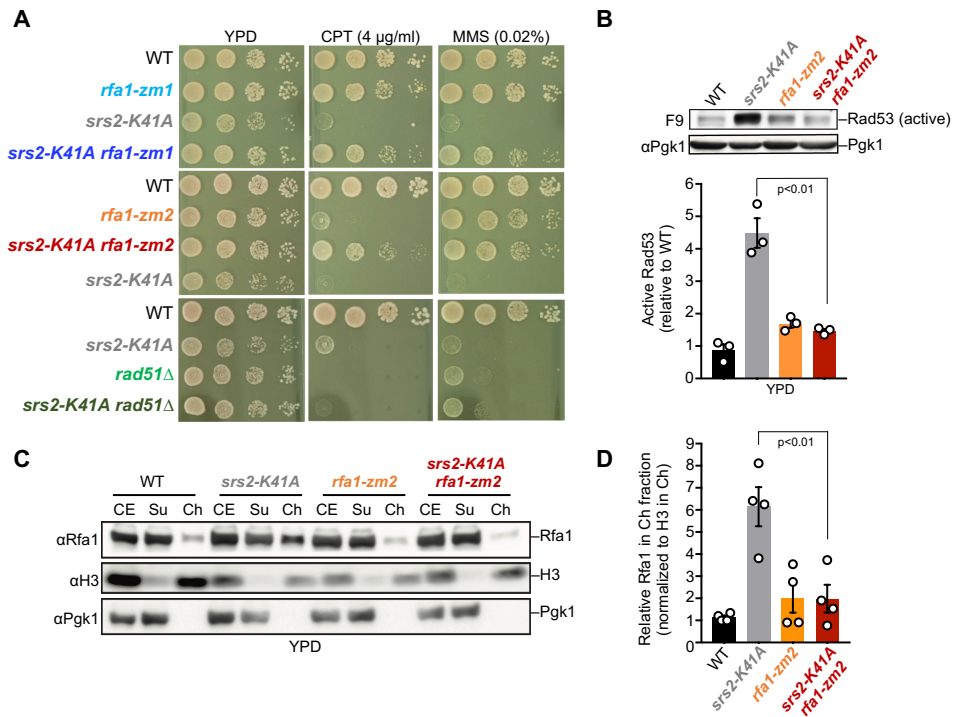 A
YPD
CPT (4 µg/ml)
MMS (0.02%)
WT
rfa1-zm1
srs2-K41A
srs2-K41A rfa1-zm1
WT
rfa1-zm2
srs2-K41A rfa1-zm2
srs2-K41A
WT
srs2-K41A
rad51Δ
srs2-K41A rad51Δ
B
WT
srs2-K41A
rfa1-zm2
srs2-K41A
rfa1-zm2
F9
Rad53 (active)
αPgk1
Pgk1
p<0.01
Active Rad53
(relative to WT)
6
5
4
3
2
1
0
YPD
C
WT
srs2-K41A
rfa1-zm2
srs2-K41A
rfa1-zm2
CE Su Ch CE Su Ch CE Su Ch CE Su Ch
αRfa1
Rfa1
αH3
H3
αPgk1
Pgk1
YPD
D
p<0.01
Relative Rfa1 in Ch fraction
(normalized to H3 in Ch)
9
8
7
6
5
4
3
2
1
0
WT
srs2-K41A
rfa1-zm2
srs2-K41A
rfa1-zm2